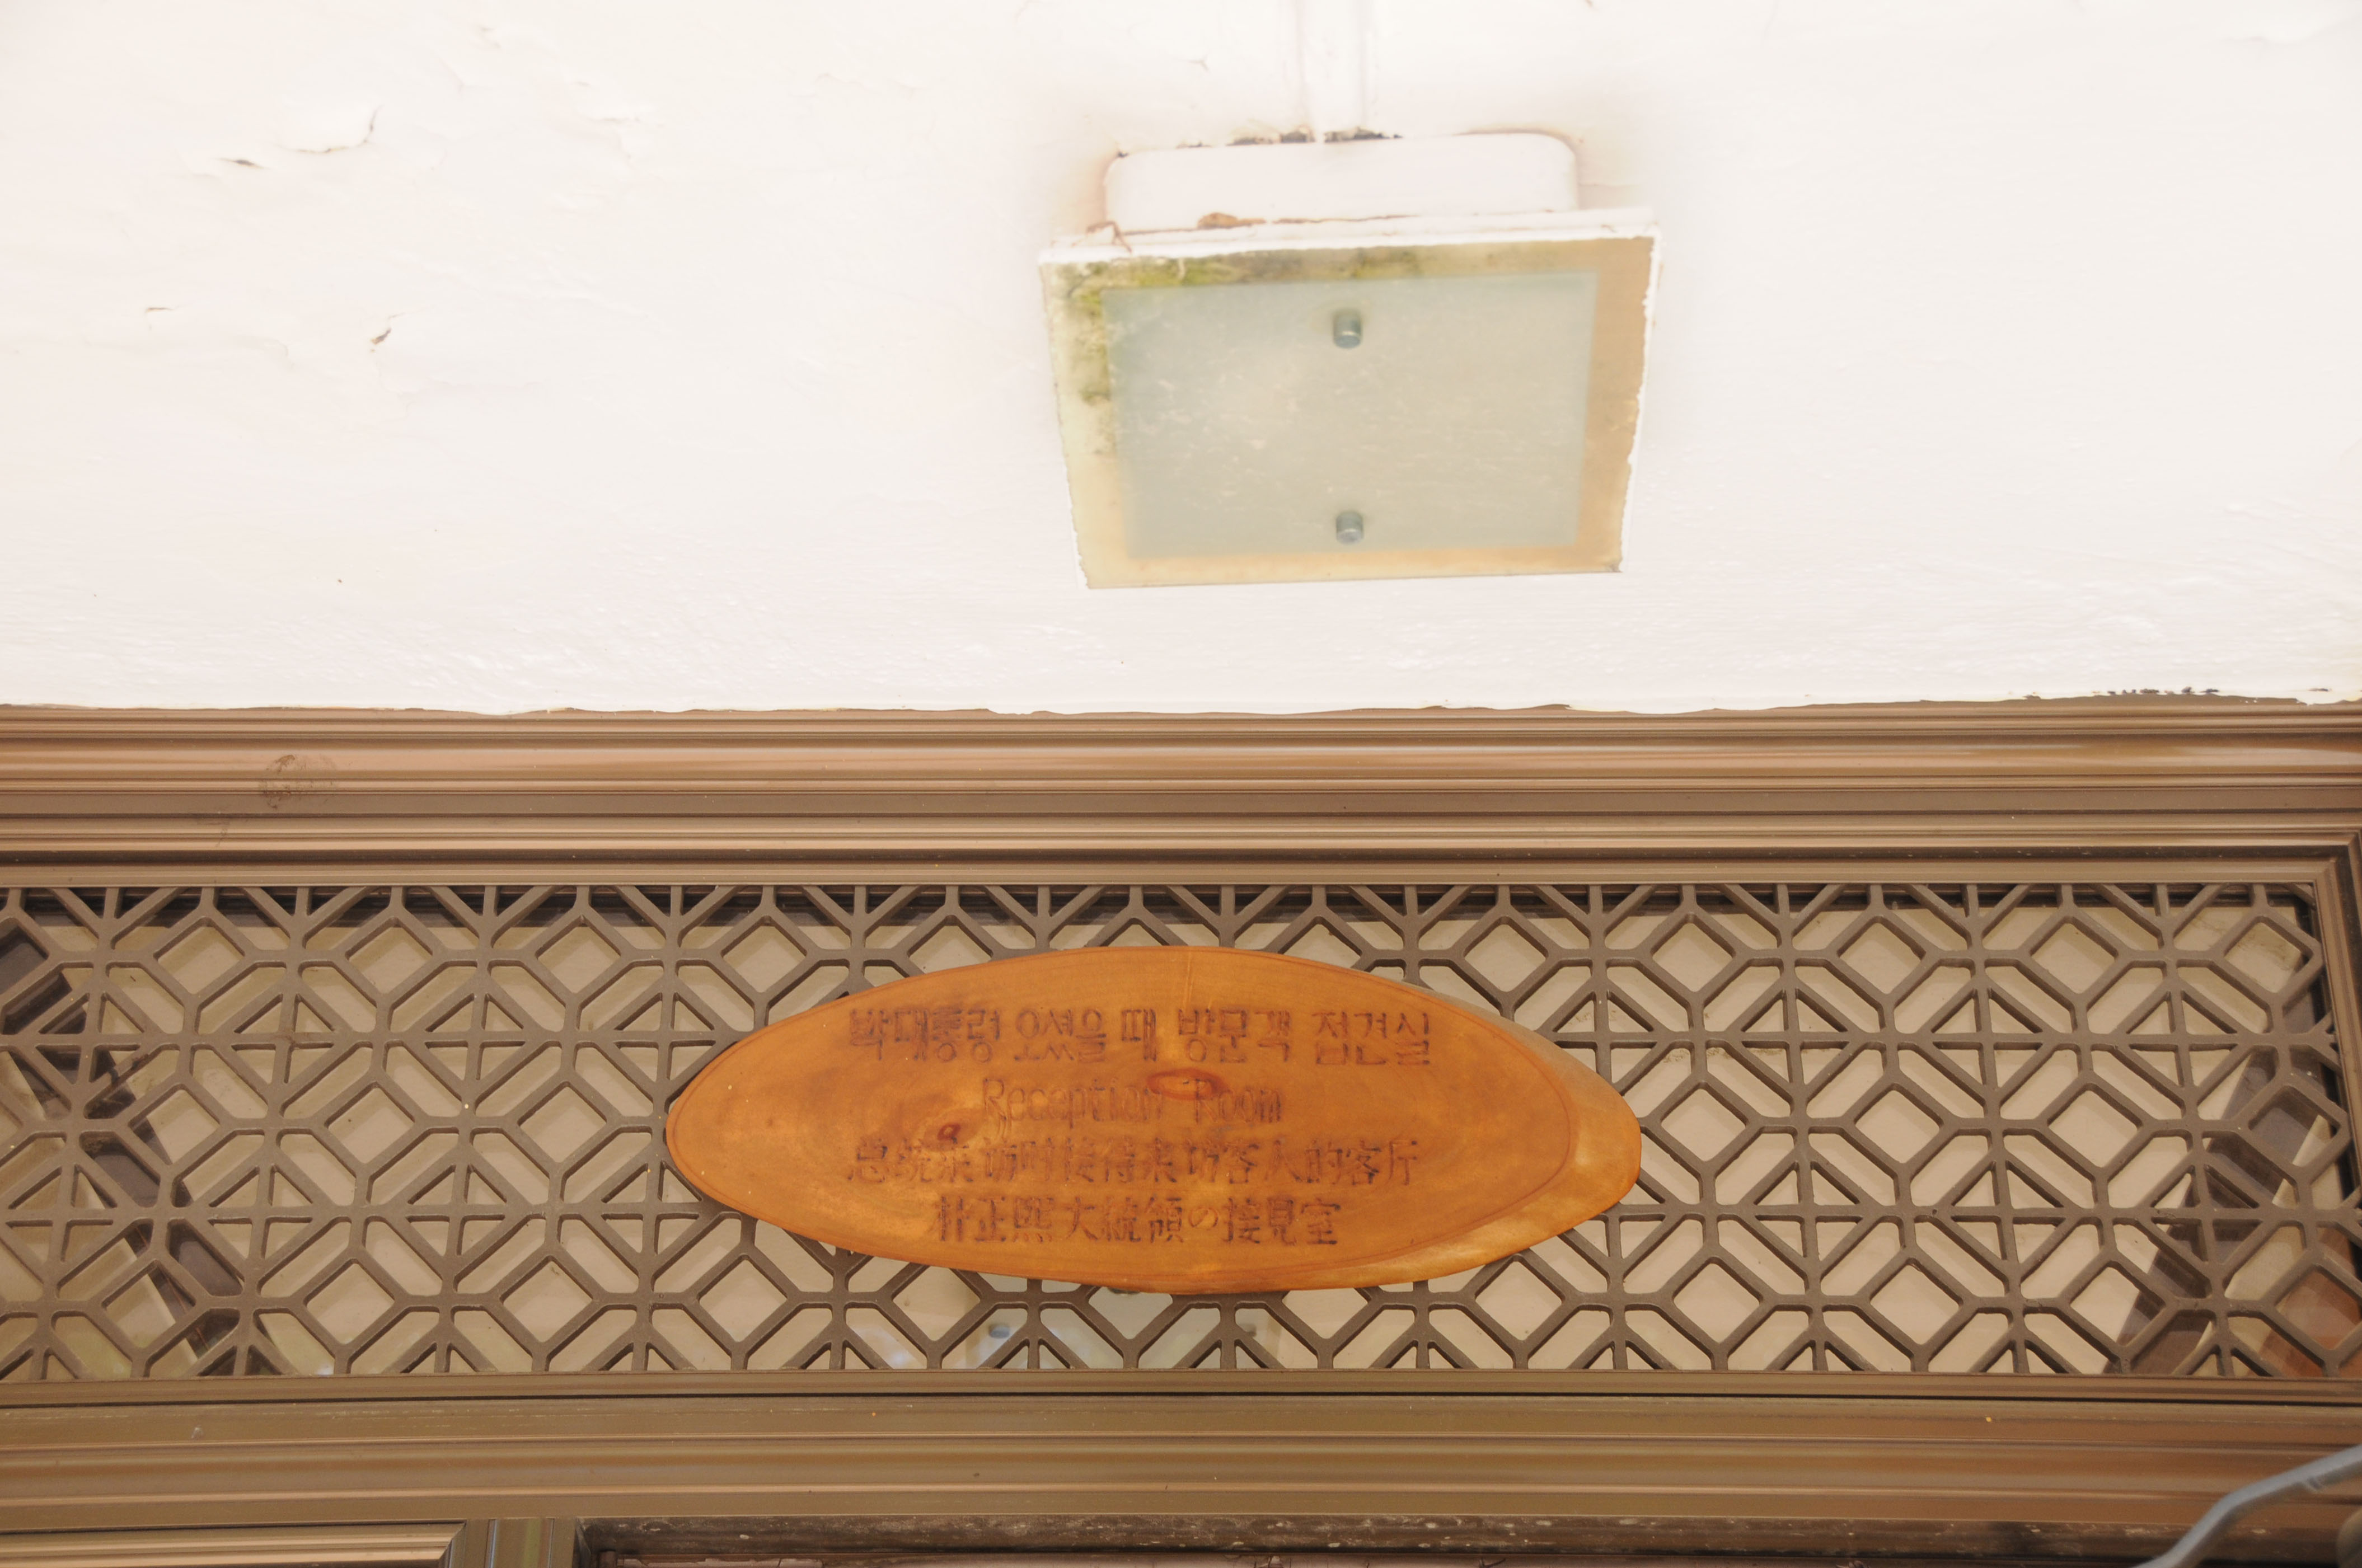 박대통령 오셨을 때 방문객 접견실
Reception Room
总统来访时接待来访客人的客厅
朴正熙大統領の接見室